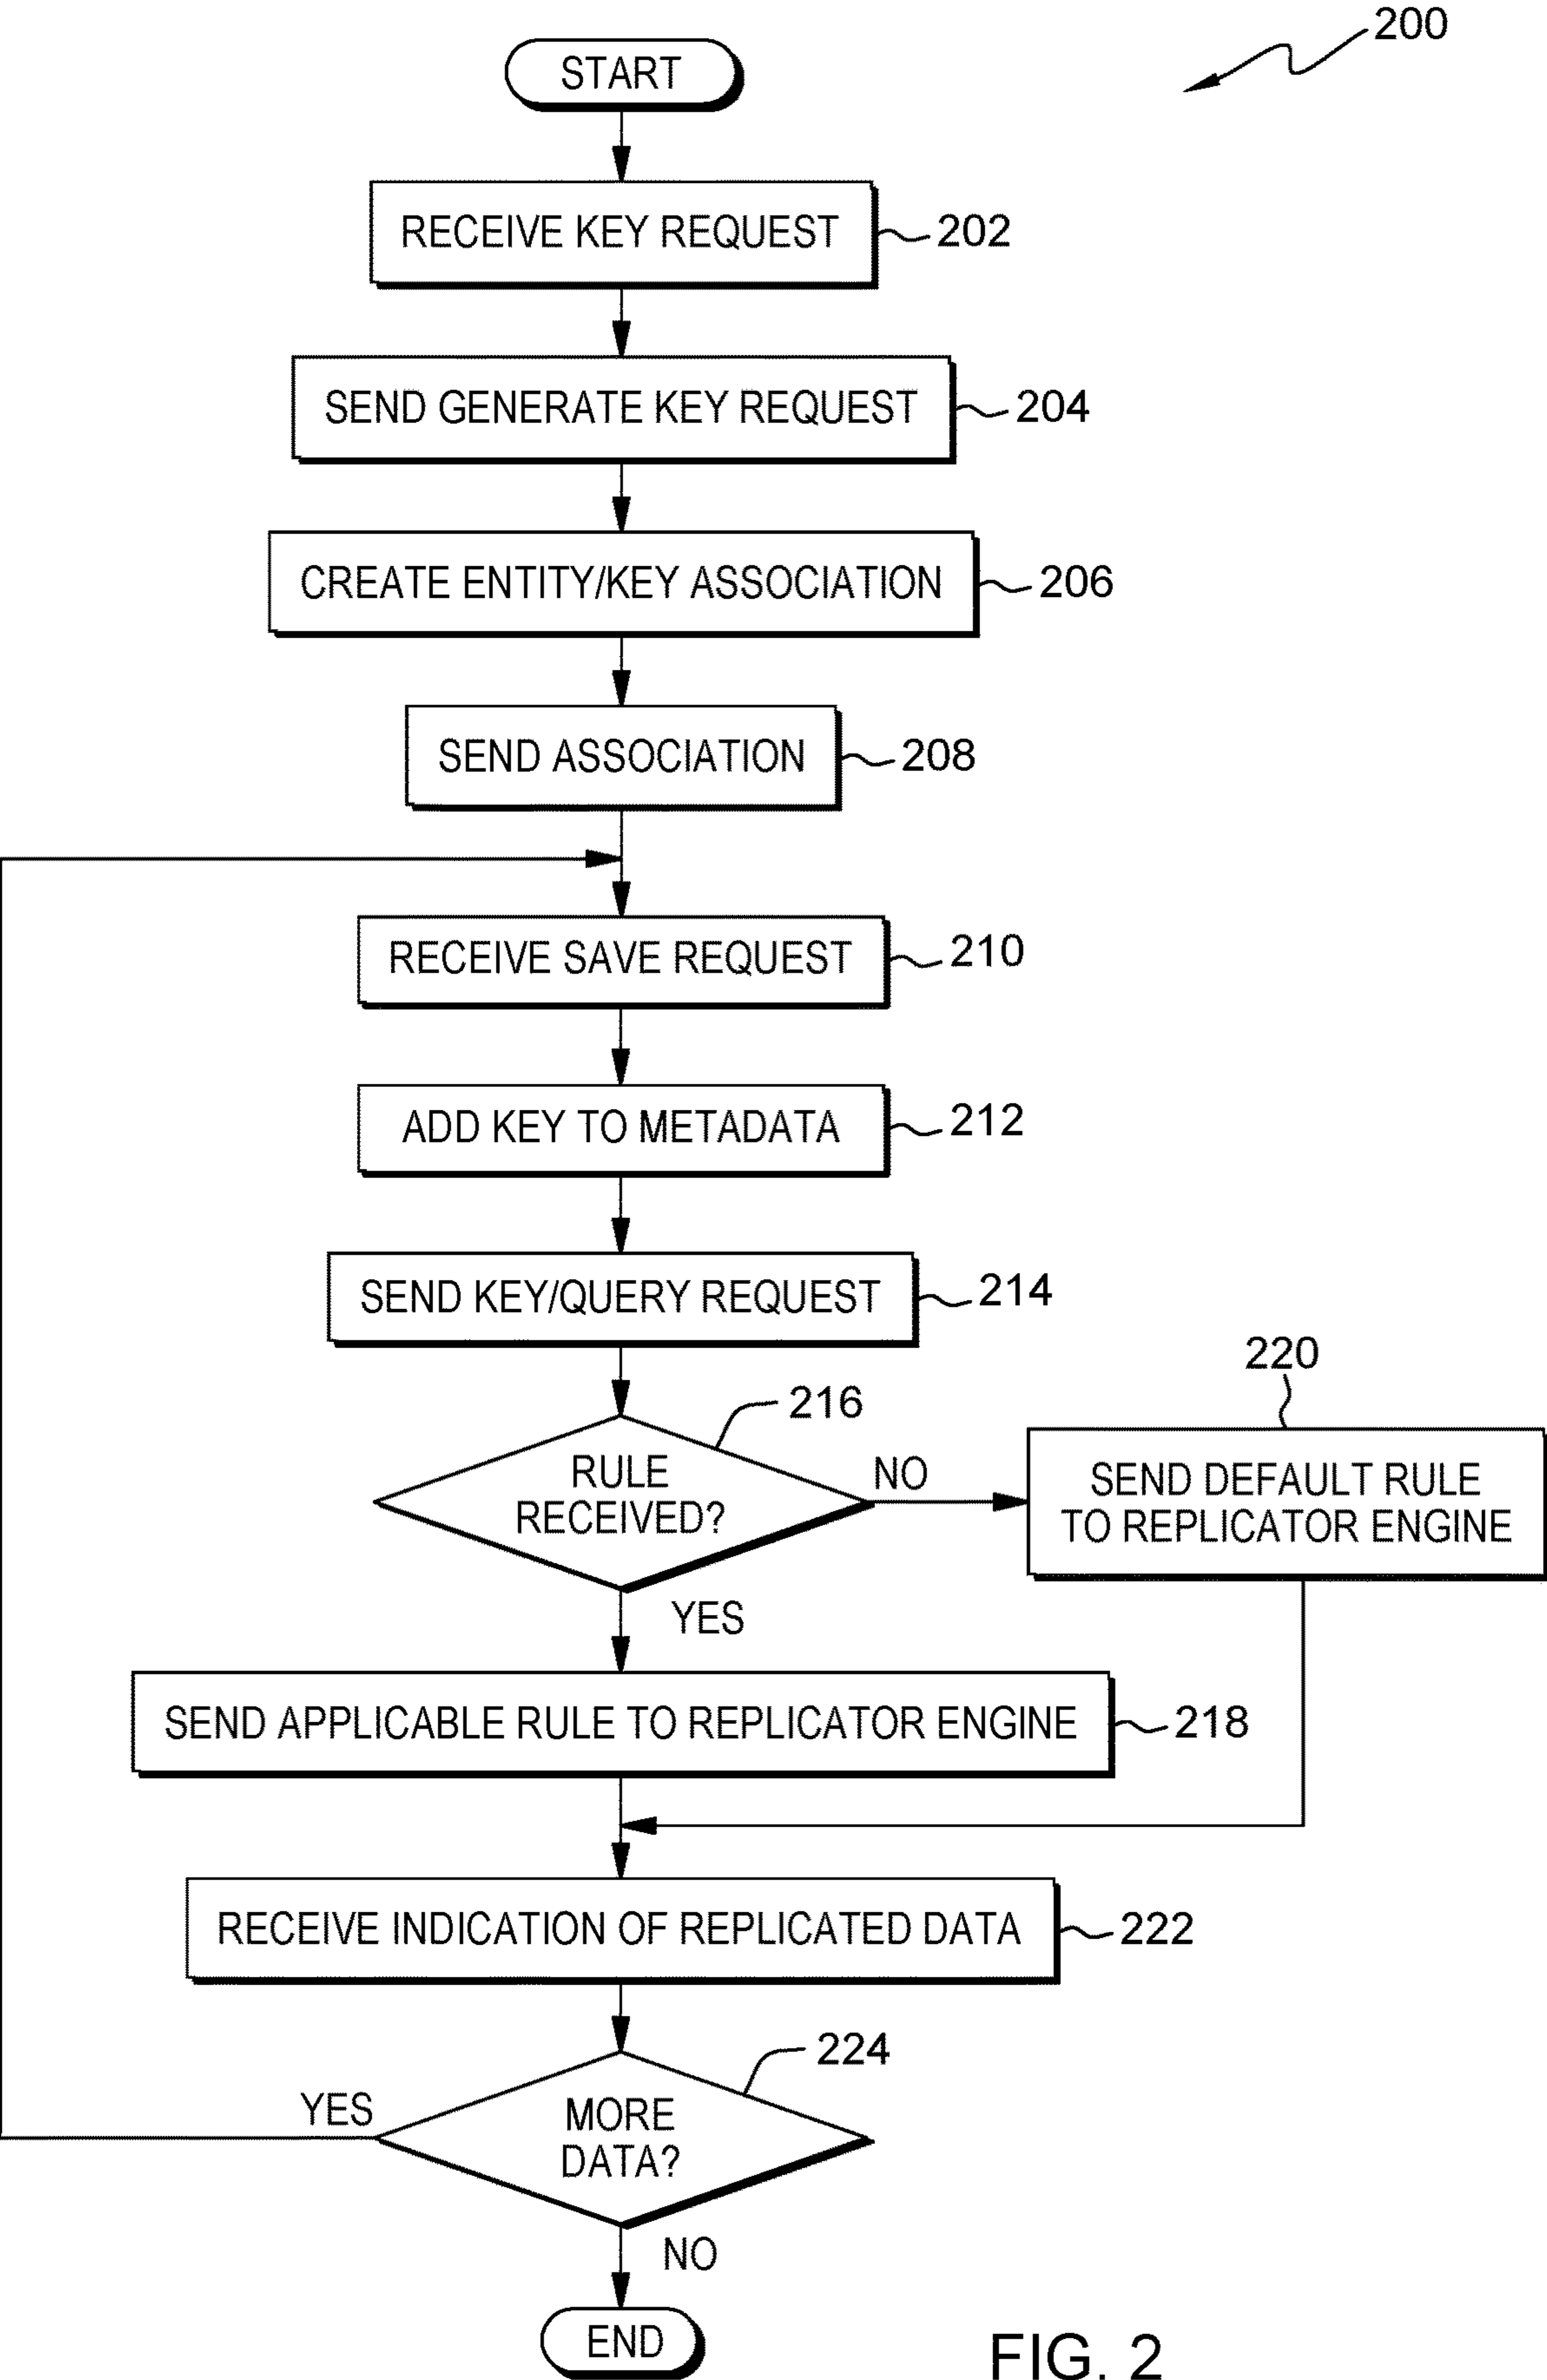 200
START
RECEIVE KEY REQUEST
202
SEND GENERATE KEY REQUEST
204
CREATE ENTITY/KEY ASSOCIATION
206
SEND ASSOCIATION
208
RECEIVE SAVE REQUEST
210
ADD KEY TO METADATA
212
SEND KEY/QUERY REQUEST
214
216
RULE
RECEIVED?
NO
220
SEND DEFAULT RULE
TO REPLICATOR ENGINE
YES
SEND APPLICABLE RULE TO REPLICATOR ENGINE
218
RECEIVE INDICATION OF REPLICATED DATA
222
224
MORE
DATA?
YES
NO
END
FIG. 2